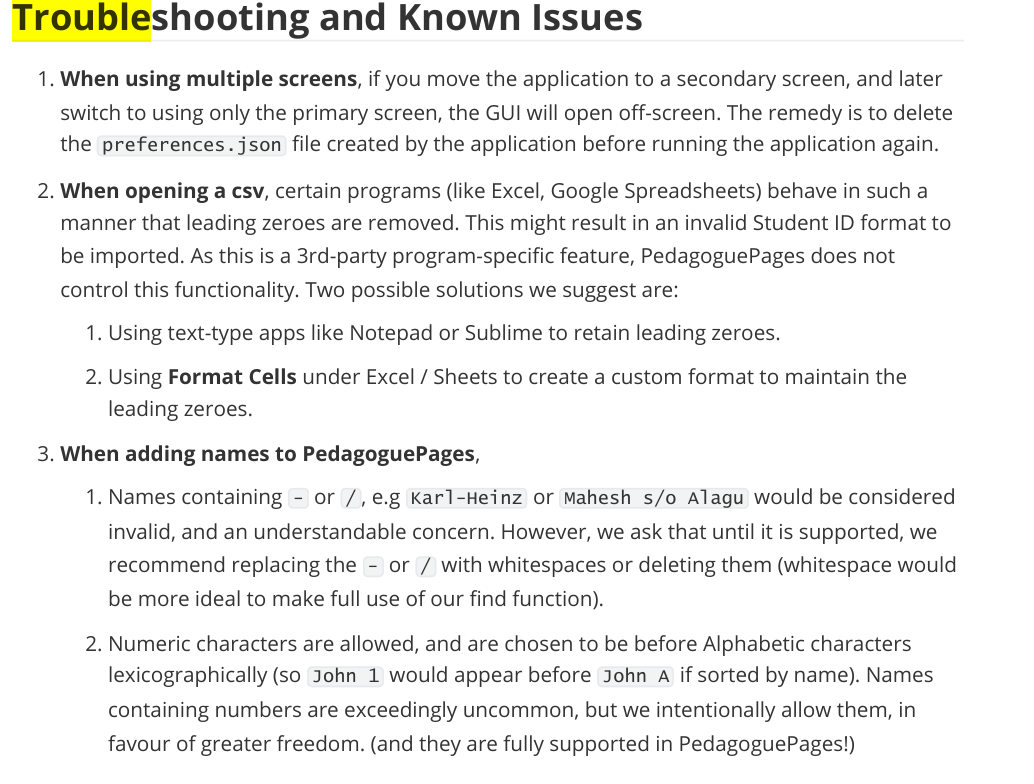 Troubleshooting and Known Issues
1. When using multiple screens, if you move the application to a secondary screen, and later
switch to using only the primary screen, the GUI will open off-screen. The remedy is to delete
the preferences.json file created by the application before running the application again.
2. When opening a csv, certain programs (like Excel, Google Spreadsheets) behave in such a
manner that leading zeroes are removed. This might result in an invalid Student ID format to
be imported. As this is a 3rd-party program-specific feature, PedagoguePages does not
control this functionality. Two possible solutions we suggest are:
1. Using text-type apps like Notepad or Sublime to retain leading zeroes.
2. Using Format Cells under Excel / Sheets to create a custom format to maintain the
leading zeroes.
3. When adding names to PedagoguePages,
1. Names containing - or /, e.g Karl-Heinz or Mahesh s/o Alagu would be considered
invalid, and an understandable concern. However, we ask that until it is supported, we
recommend replacing the - or / with whitespaces or deleting them (whitespace would
be more ideal to make full use of our find function).
2. Numeric characters are allowed, and are chosen to be before Alphabetic characters
lexicographically (so John 1 would appear before John A if sorted by name). Names
containing numbers are exceedingly uncommon, but we intentionally allow them, in
favour of greater freedom. (and they are fully supported in PedagoguePages!)